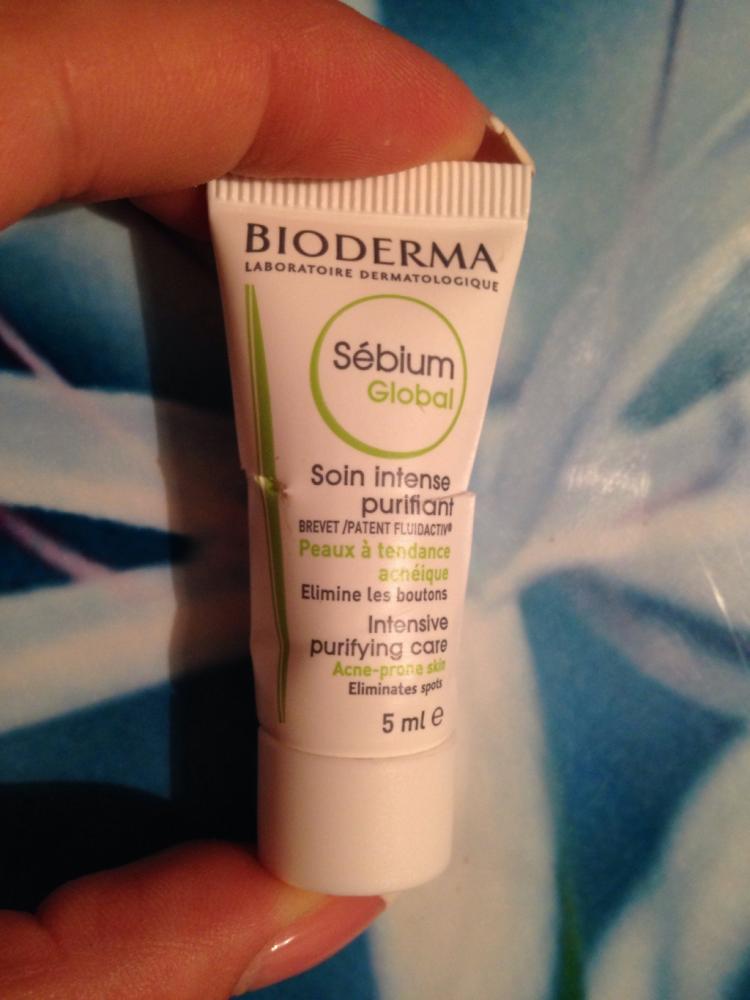 BIODERMA
LABORATOIRE DERMATOLOGIQUE
Sébium
Global
Soin intense
purifiant
BREVET /PATENT FLUIDACTIV®
Peaux à tendance
acnéique
Elimine les boutons
Intensive
purifying care
Acne-prone skin
Eliminates spots
5 ml e